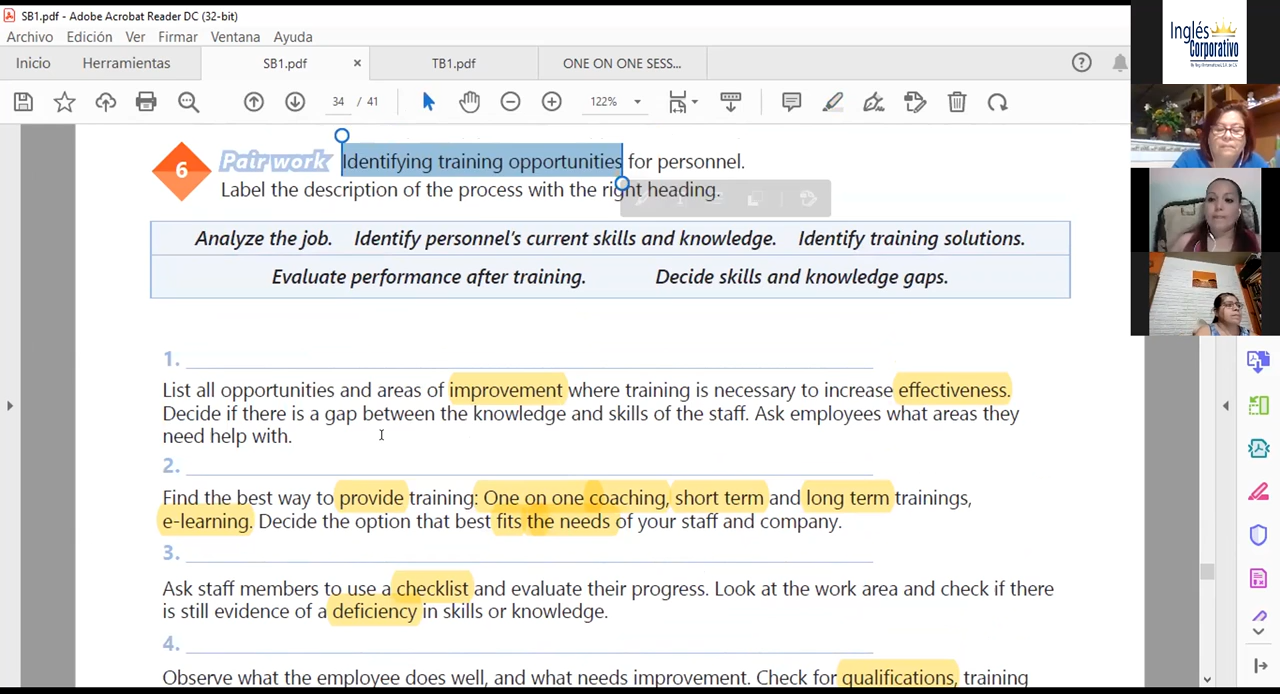 SB1.pdf - Adobe Acrobat Reader DC (32-bit)
Archivo Edición Ver Firmar Ventana Ayuda
Inicio Herramientas SB1.pdf × TB1.pdf ONE ON ONE SESS...
34 / 41 122%
Inglés
Corporativo
6 Pair work Identifying training opportunities for personnel.
Label the description of the process with the right heading.
Analyze the job. Identify personnel's current skills and knowledge. Identify training solutions.
Evaluate performance after training. Decide skills and knowledge gaps.
1.
List all opportunities and areas of improvement where training is necessary to increase effectiveness.
Decide if there is a gap between the knowledge and skills of the staff. Ask employees what areas they
need help with.
2.
Find the best way to provide training: One on one coaching, short term and long term trainings,
e-learning. Decide the option that best fits the needs of your staff and company.
3.
Ask staff members to use a checklist and evaluate their progress. Look at the work area and check if there
is still evidence of a deficiency in skills or knowledge.
4.
Observe what the employee does well, and what needs improvement. Check for qualifications, training